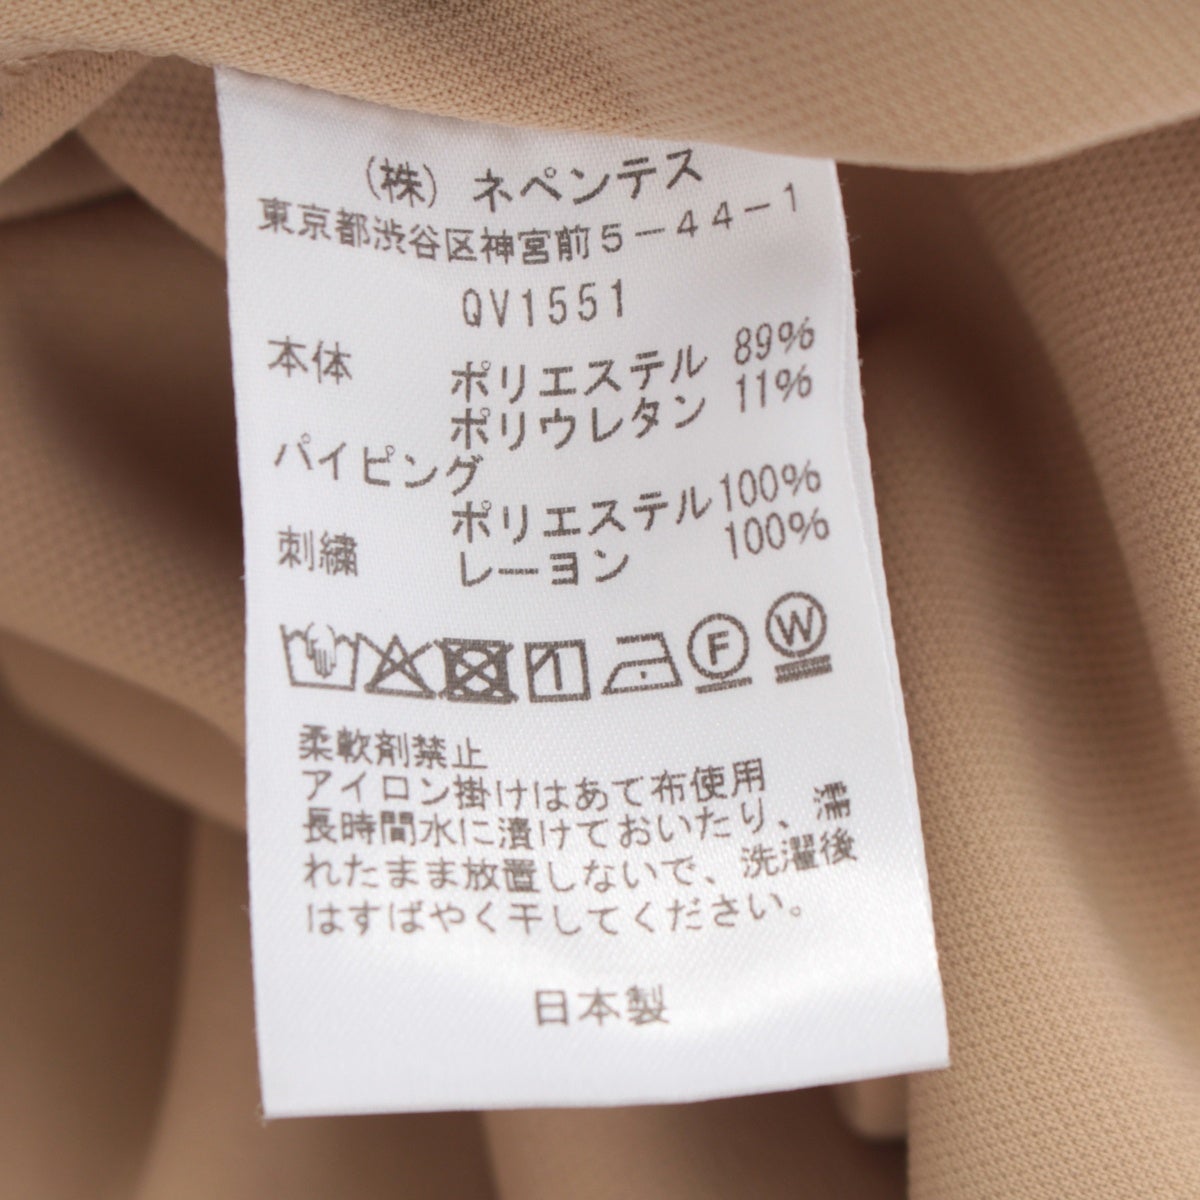 (株) ネペンテス
東京都渋谷区神宮前5-44-1
QV1551
本体 ポリエステル 89%
ポリウレタン 11%
パイピング
ポリエステル 100%
刺繍 レーヨン 100%
1 F W
柔軟剤禁止
アイロン掛けはあて布使用
長時間水に漬けておいたり、濡
れたまま放置しないで、洗濯後
はすばやく干してください。
日本製